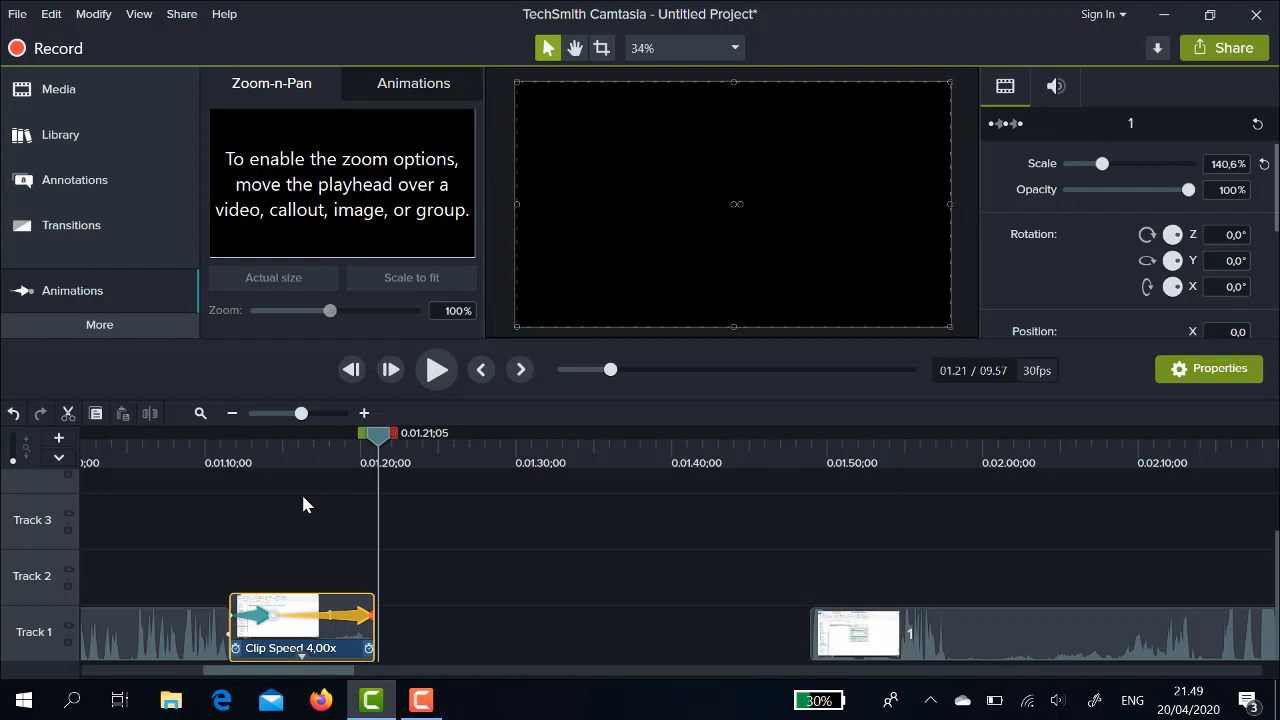 File Edit Modify View Share Help
TechSmith Camtasia - Untitled Project*
Sign In
Record
34%
Share
Media
Library
Annotations
Transitions
Animations
More
Zoom-n-Pan
Animations
To enable the zoom options,
move the playhead over a
video, callout, image, or group.
Actual size
Scale to fit
Zoom:
100%
1
Scale
140,6%
Opacity
100%
Rotation:
Z
0,0°
Y
0,0°
X
0,0°
Position:
X
0,0
01.21 / 09.57
30fps
Properties
0.01.21;05
00;00
0.01.10;00
0.01.20;00
0.01.30;00
0.01.40;00
0.01.50;00
0.02.00;00
0.02.10;00
Track 3
Track 2
Track 1
Clip Speed 4,00x
1
30%
ENG
21.49
20/04/2020
3